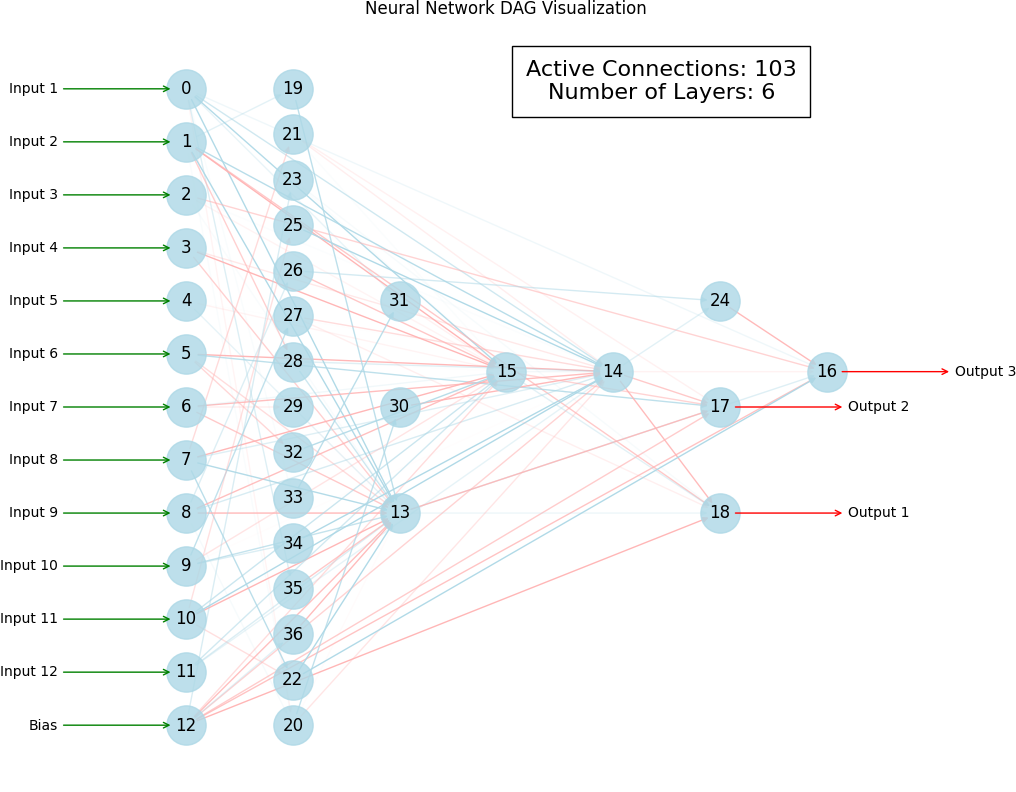 Neural Network DAG Visualization
Active Connections: 103
Number of Layers: 6
Input 1
0
19
Input 2
1
21
Input 3
2
23
Input 4
3
25
26
Input 5
4
27
31
24
Input 6
5
28
15
14
16
Output 3
Input 7
6
29
30
17
Output 2
Input 8
7
32
33
Input 9
8
13
18
Output 1
34
Input 10
9
35
Input 11
10
36
Input 12
11
22
Bias
12
20